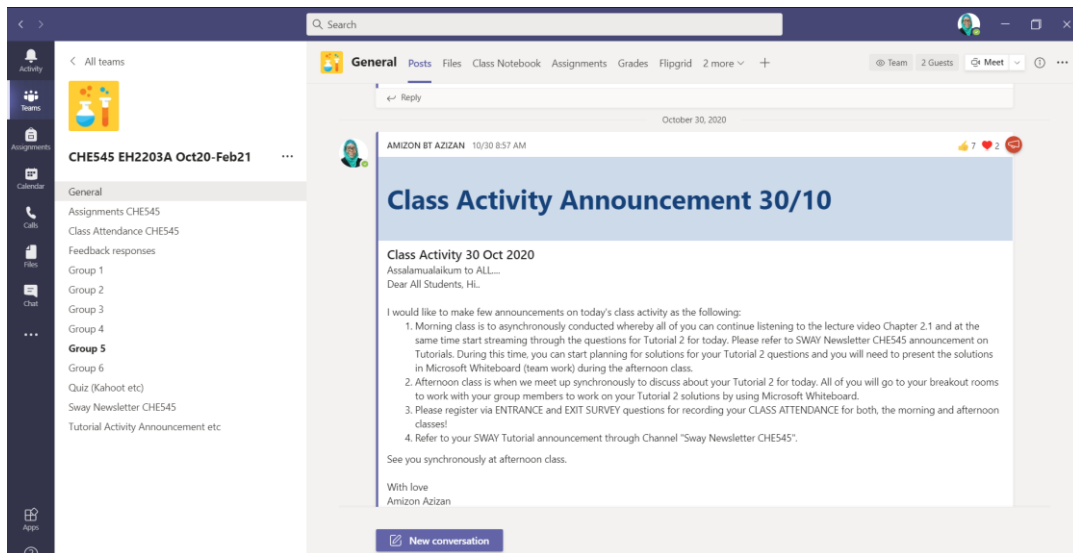 Search
Activity
Teams
Assignments
Calendar
Calls
Files
Chat
Apps
All teams
CHE545 EH2203A Oct20-Feb21
General
Assignments CHE545
Class Attendance CHE545
Feedback responses
Group 1
Group 2
Group 3
Group 4
Group 5
Group 6
Quiz (Kahoot etc)
Sway Newsletter CHE545
Tutorial Activity Announcement etc
General Posts Files Class Notebook Assignments Grades Flipgrid 2 more
Team 2 Guests Meet
Reply
October 30, 2020
AMIZON BT AZIZAN 10/30 8:57 AM
7 2
Class Activity Announcement 30/10
Class Activity 30 Oct 2020
Assalamualaikum to ALL....
Dear All Students, Hi..
I would like to make few announcements on today's class activity as the following:
1. Morning class is to asynchronously conducted whereby all of you can continue listening to the lecture video Chapter 2.1 and at the
same time start streaming through the questions for Tutorial 2 for today. Please refer to SWAY Newsletter CHE545 announcement on
Tutorials. During this time, you can start planning for solutions for your Tutorial 2 questions and you will need to present the solutions
in Microsoft Whiteboard (team work) during the afternoon class.
2. Afternoon class is when we meet up synchronously to discuss about your Tutorial 2 for today. All of you will go to your breakout rooms
to work with your group members to work on your Tutorial 2 solutions by using Microsoft Whiteboard.
3. Please register via ENTRANCE and EXIT SURVEY questions for recording your CLASS ATTENDANCE for both, the morning and afternoon
classes!
4. Refer to your SWAY Tutorial announcement through Channel "Sway Newsletter CHE545".
See you synchronously at afternoon class.
With love
Amizon Azizan
New conversation